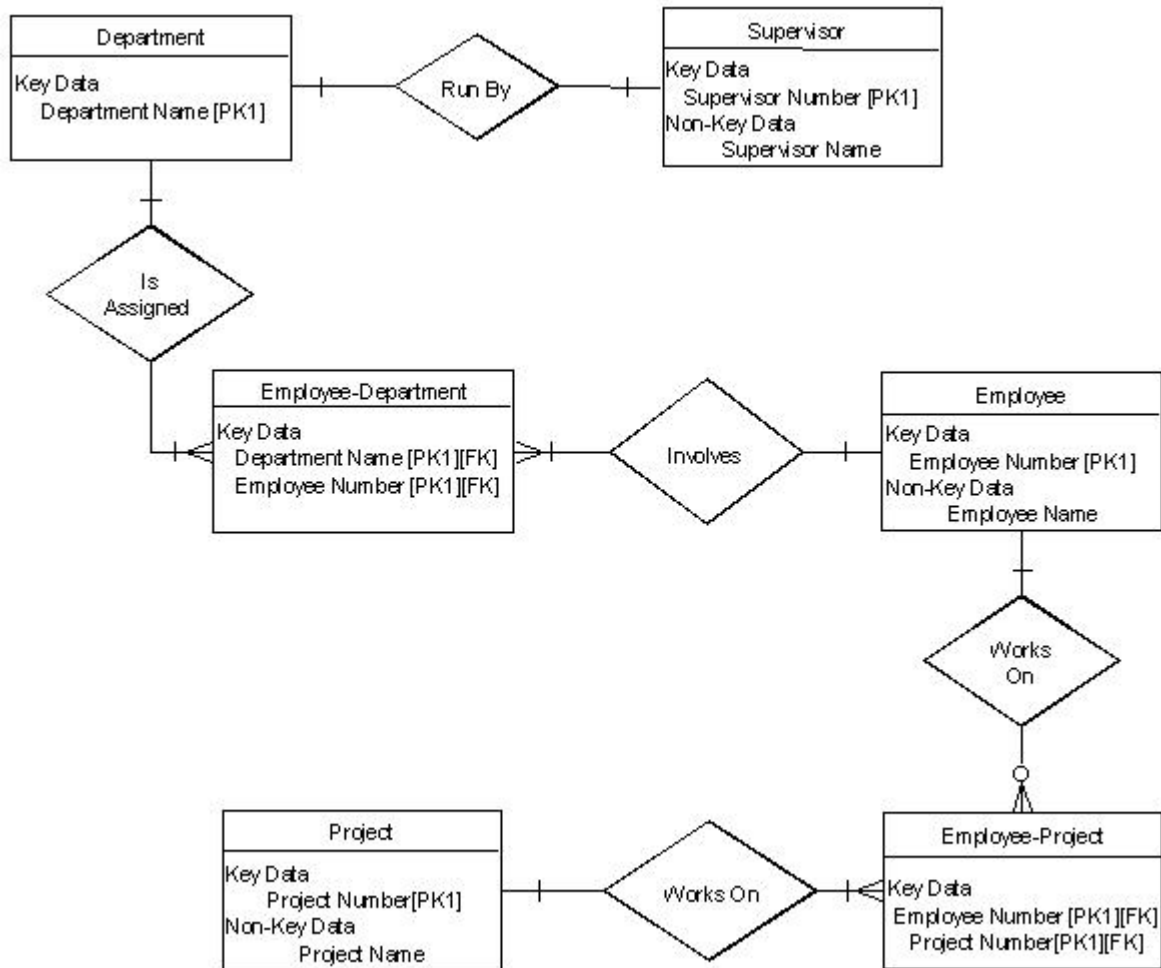 Department
Key Data
Department Name [PK1]
Run By
Supervisor
Key Data
Supervisor Number [PK1]
Non-Key Data
Supervisor Name
Is
Assigned
Employee-Department
Key Data
Department Name [PK1][FK]
Employee Number [PK1][FK]
Involves
Employee
Key Data
Employee Number [PK1]
Non-Key Data
Employee Name
Works
On
Project
Key Data
Project Number[PK1]
Non-Key Data
Project Name
Works On
Employee-Project
Key Data
Employee Number [PK1][FK]
Project Number[PK1][FK]